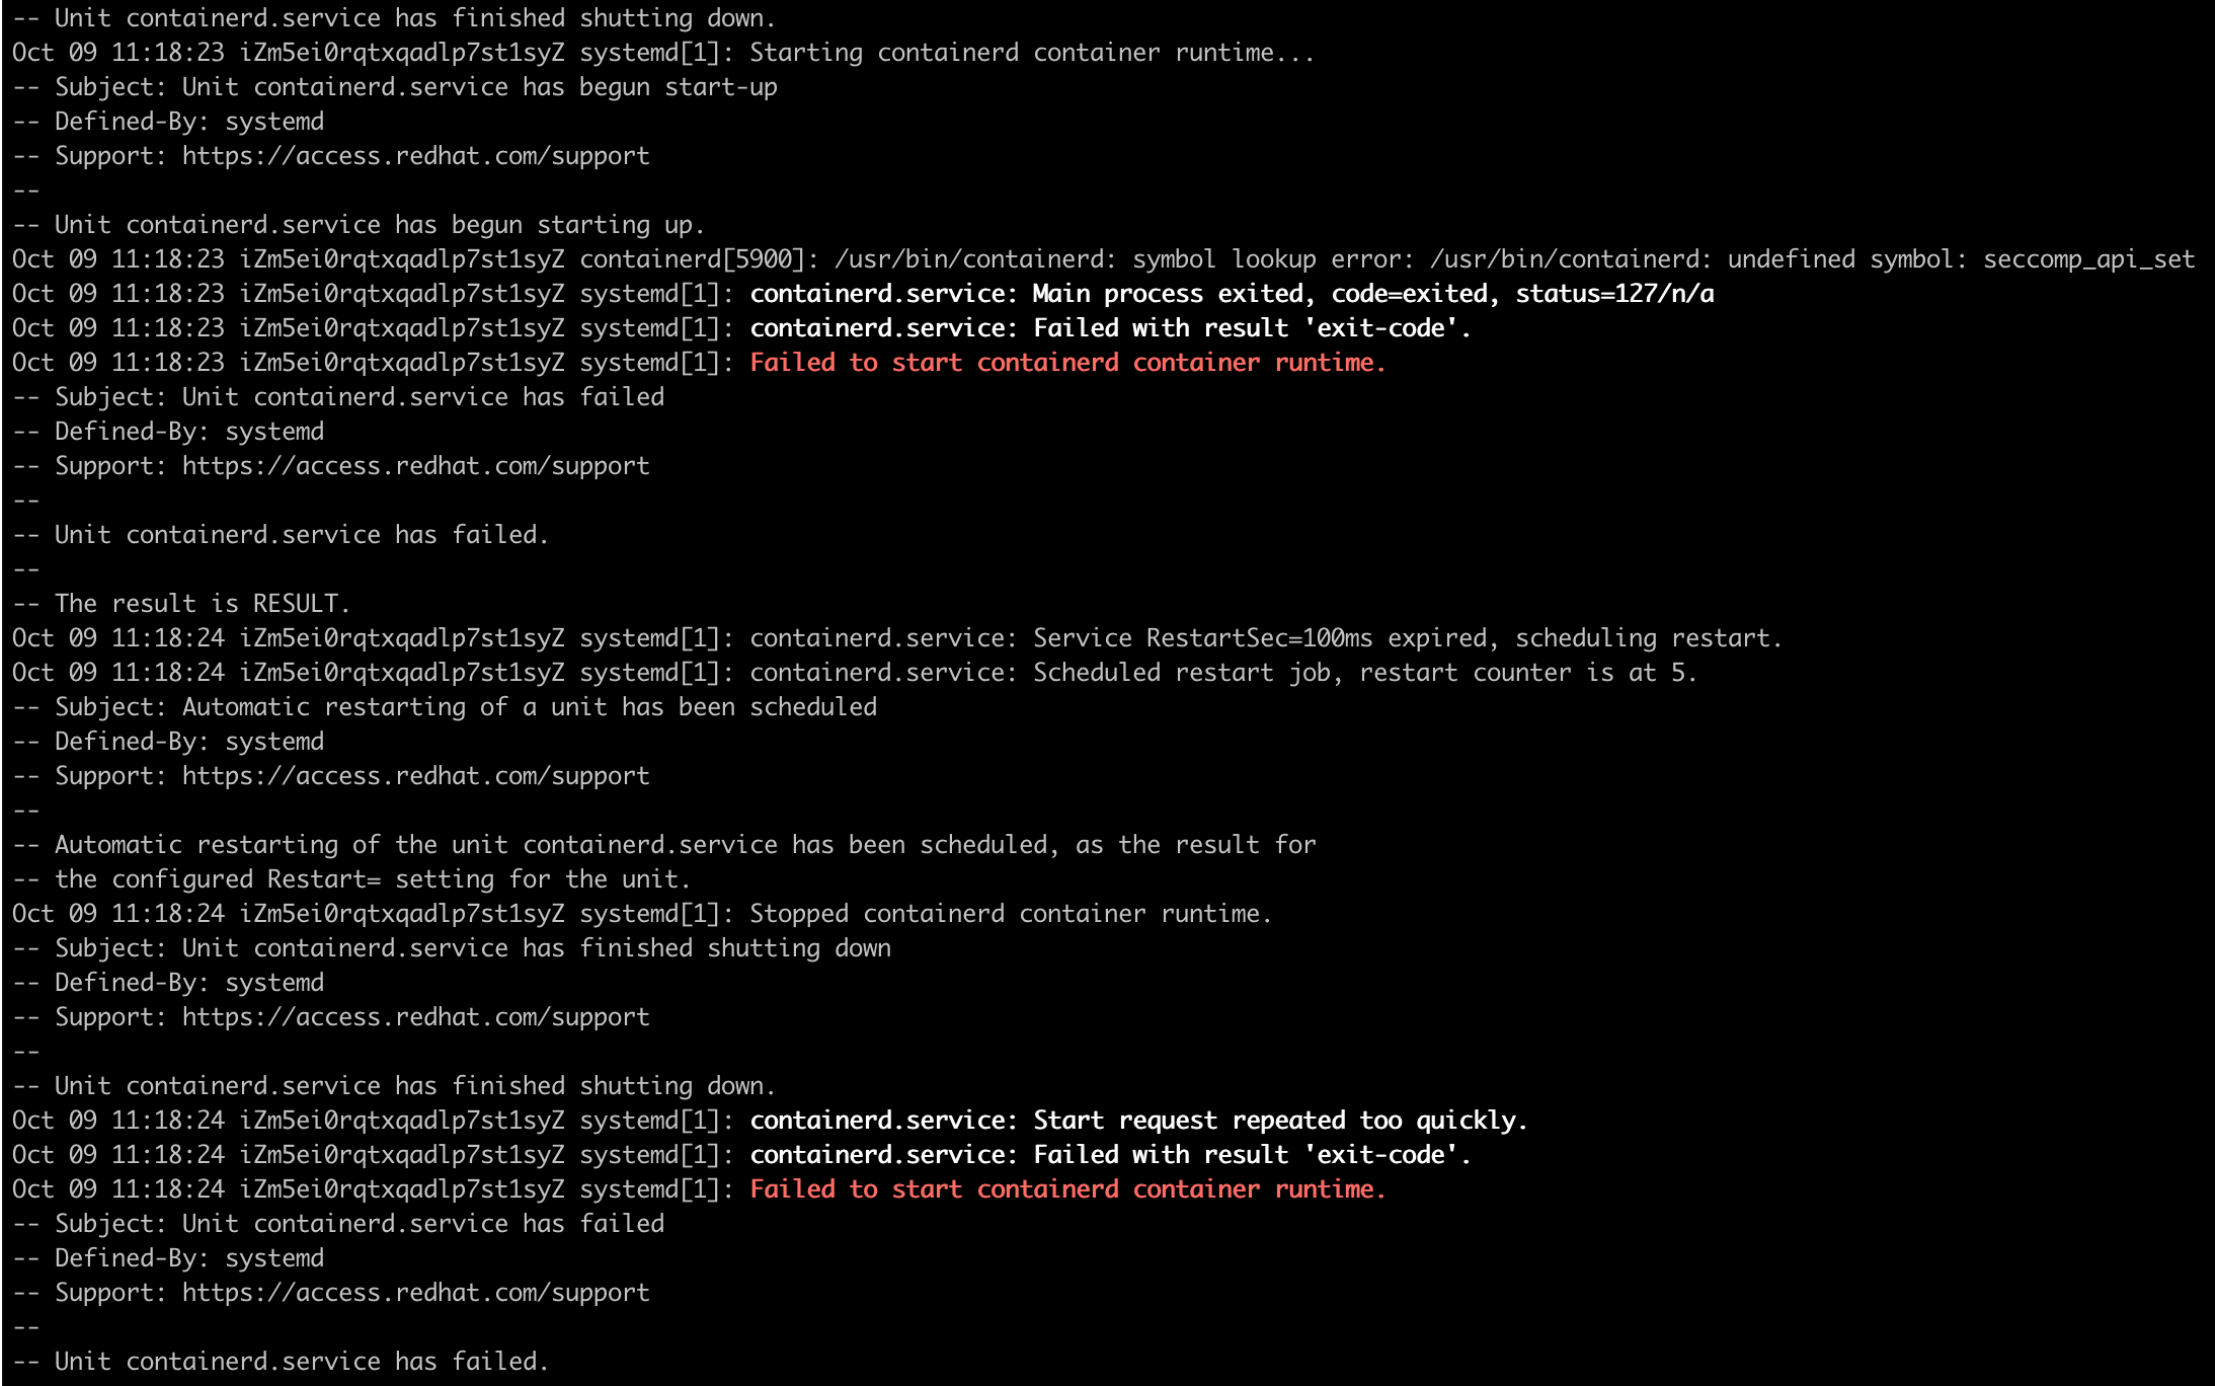 -- Unit containerd.service has finished shutting down.
Oct 09 11:18:23 iZm5ei0rqtxqadlp7st1syZ systemd[1]: Starting containerd container runtime...
-- Subject: Unit containerd.service has begun start-up
-- Defined-By: systemd
-- Support: https://access.redhat.com/support
--
-- Unit containerd.service has begun starting up.
Oct 09 11:18:23 iZm5ei0rqtxqadlp7st1syZ containerd[5900]: /usr/bin/containerd: symbol lookup error: /usr/bin/containerd: undefined symbol: seccomp_api_set
Oct 09 11:18:23 iZm5ei0rqtxqadlp7st1syZ systemd[1]: containerd.service: Main process exited, code=exited, status=127/n/a
Oct 09 11:18:23 iZm5ei0rqtxqadlp7st1syZ systemd[1]: containerd.service: Failed with result 'exit-code'.
Oct 09 11:18:23 iZm5ei0rqtxqadlp7st1syZ systemd[1]: Failed to start containerd container runtime.
-- Subject: Unit containerd.service has failed
-- Defined-By: systemd
-- Support: https://access.redhat.com/support
--
-- Unit containerd.service has failed.
--
-- The result is RESULT.
Oct 09 11:18:24 iZm5ei0rqtxqadlp7st1syZ systemd[1]: containerd.service: Service RestartSec=100ms expired, scheduling restart.
Oct 09 11:18:24 iZm5ei0rqtxqadlp7st1syZ systemd[1]: containerd.service: Scheduled restart job, restart counter is at 5.
-- Subject: Automatic restarting of a unit has been scheduled
-- Defined-By: systemd
-- Support: https://access.redhat.com/support
--
-- Automatic restarting of the unit containerd.service has been scheduled, as the result for
-- the configured Restart= setting for the unit.
Oct 09 11:18:24 iZm5ei0rqtxqadlp7st1syZ systemd[1]: Stopped containerd container runtime.
-- Subject: Unit containerd.service has finished shutting down
-- Defined-By: systemd
-- Support: https://access.redhat.com/support
--
-- Unit containerd.service has finished shutting down.
Oct 09 11:18:24 iZm5ei0rqtxqadlp7st1syZ systemd[1]: containerd.service: Start request repeated too quickly.
Oct 09 11:18:24 iZm5ei0rqtxqadlp7st1syZ systemd[1]: containerd.service: Failed with result 'exit-code'.
Oct 09 11:18:24 iZm5ei0rqtxqadlp7st1syZ systemd[1]: Failed to start containerd container runtime.
-- Subject: Unit containerd.service has failed
-- Defined-By: systemd
-- Support: https://access.redhat.com/support
--
-- Unit containerd.service has failed.